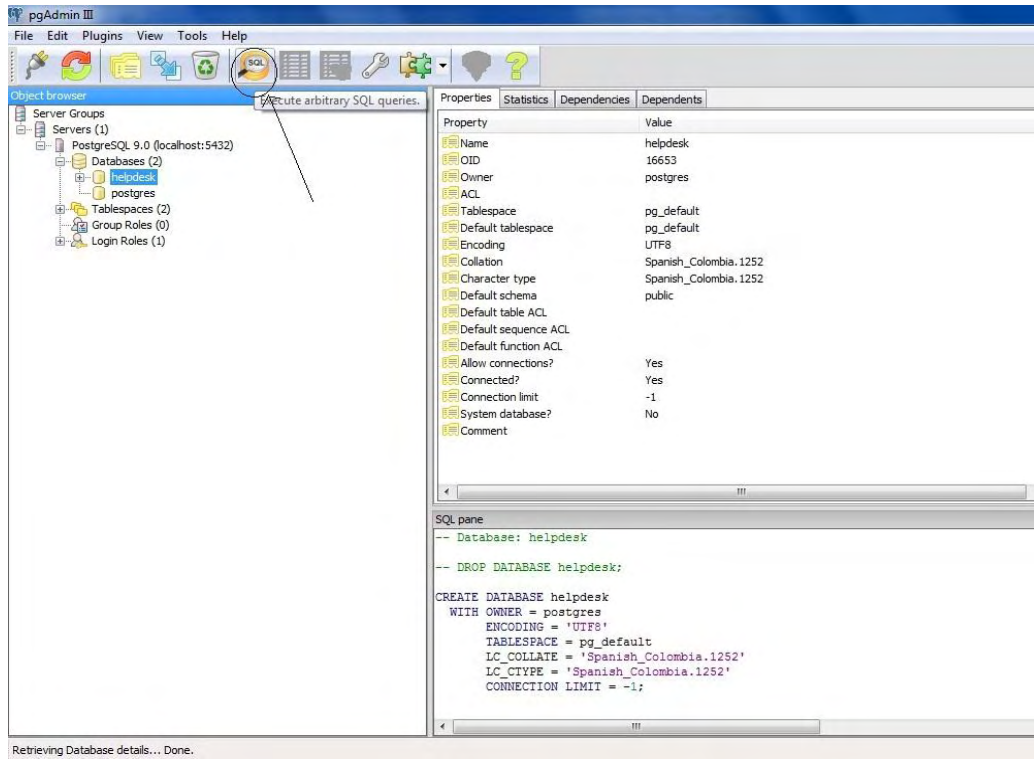 pgAdmin III
File Edit Plugins View Tools Help
SQL
Object browser
Execute arbitrary SQL queries.
Server Groups
Servers (1)
PostgreSQL 9.0 (localhost:5432)
Databases (2)
helpdesk
postgres
Tablespaces (2)
Group Roles (0)
Login Roles (1)
Properties Statistics Dependencies Dependents
Property Value
Name helpdesk
OID 16653
Owner postgres
ACL
Tablespace pg_default
Default tablespace pg_default
Encoding UTF8
Collation Spanish_Colombia.1252
Character type Spanish_Colombia.1252
Default schema public
Default table ACL
Default sequence ACL
Default function ACL
Allow connections? Yes
Connected? Yes
Connection limit -1
System database? No
Comment
SQL pane
-- Database: helpdesk
-- DROP DATABASE helpdesk;
CREATE DATABASE helpdesk
WITH OWNER = postgres
ENCODING = 'UTF8'
TABLESPACE = pg_default
LC_COLLATE = 'Spanish_Colombia.1252'
LC_CTYPE = 'Spanish_Colombia.1252'
CONNECTION LIMIT = -1;
Retrieving Database details... Done.